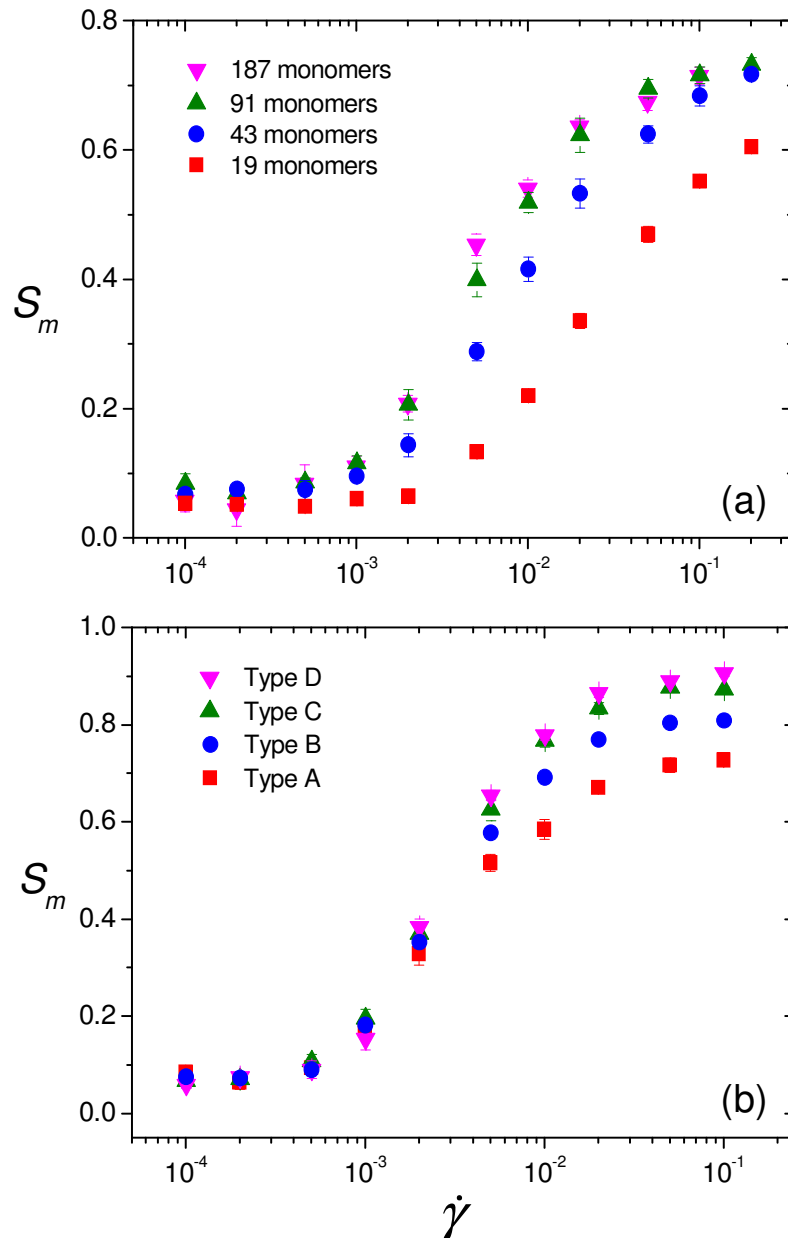 0.8
187 monomers
91 monomers
43 monomers
19 monomers
0.6
0.4
S_m
0.2
0.0
(a)
10^-4
10^-3
10^-2
10^-1
1.0
Type D
Type C
Type B
Type A
0.8
0.6
S_m
0.4
0.2
0.0
(b)
10^-4
10^-3
10^-2
10^-1
γ̇